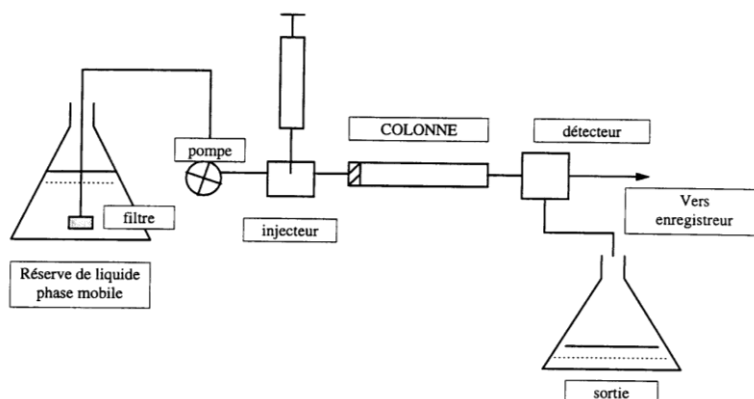 COLONNE
détecteur
pompe
filtre
injecteur
Vers
enregistreur
Réserve de liquide
phase mobile
sortie